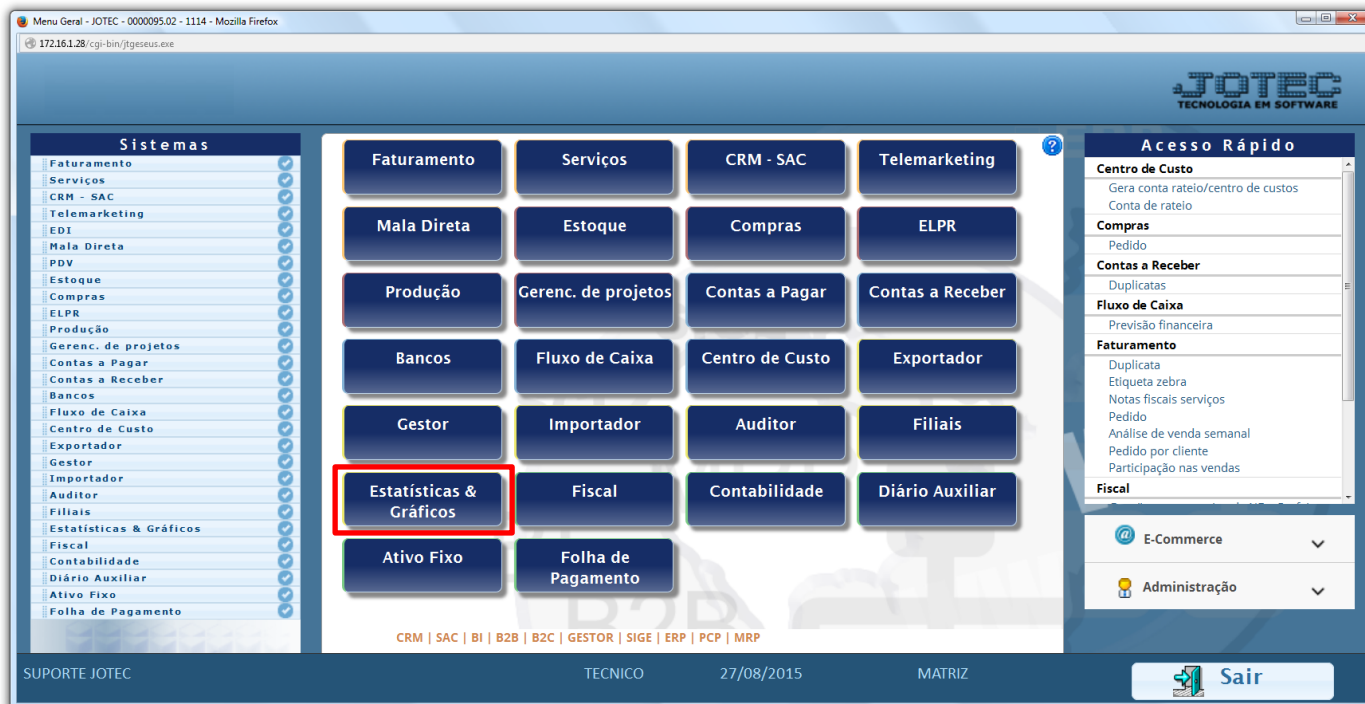 Menu Geral - JOTEC - 0000095.02 - 1114 - Mozilla Firefox
172.16.1.28/cgi-bin/jtgeseus.exe
JOTEC
TECNOLOGIA EM SOFTWARE
Sistemas
Faturamento
Serviços
CRM - SAC
Telemarketing
EDI
Mala Direta
PDV
Estoque
Compras
ELPR
Produção
Gerenc. de projetos
Contas a Pagar
Contas a Receber
Bancos
Fluxo de Caixa
Centro de Custo
Exportador
Gestor
Importador
Auditor
Filiais
Estatísticas & Gráficos
Fiscal
Contabilidade
Diário Auxiliar
Ativo Fixo
Folha de Pagamento
Faturamento
Serviços
CRM - SAC
Telemarketing
Mala Direta
Estoque
Compras
ELPR
Produção
Gerenc. de projetos
Contas a Pagar
Contas a Receber
Bancos
Fluxo de Caixa
Centro de Custo
Exportador
Gestor
Importador
Auditor
Filiais
Estatísticas &
Gráficos
Fiscal
Contabilidade
Diário Auxiliar
Ativo Fixo
Folha de
Pagamento
B2B
CRM | SAC | BI | B2B | B2C | GESTOR | SIGE | ERP | PCP | MRP
Acesso Rápido
Centro de Custo
Gera conta rateio/centro de custos
Conta de rateio
Compras
Pedido
Contas a Receber
Duplicatas
Fluxo de Caixa
Previsão financeira
Faturamento
Duplicata
Etiqueta zebra
Notas fiscais serviços
Pedido
Análise de venda semanal
Pedido por cliente
Participação nas vendas
Fiscal
E-Commerce
Administração
SUPORTE JOTEC
TECNICO
27/08/2015
MATRIZ
Sair